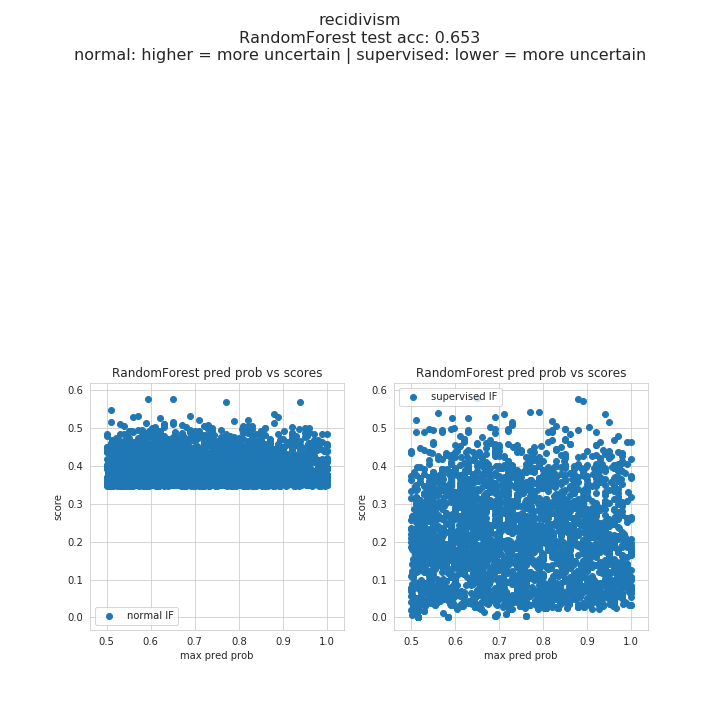 recidivism
RandomForest test acc: 0.653
normal: higher = more uncertain | supervised: lower = more uncertain
RandomForest pred prob vs scores
0.6
0.5
0.4
0.3
0.2
0.1
0.0
score
normal IF
0.5 0.6 0.7 0.8 0.9 1.0
max pred prob
RandomForest pred prob vs scores
supervised IF
0.6
0.5
0.4
0.3
0.2
0.1
0.0
score
0.5 0.6 0.7 0.8 0.9 1.0
max pred prob